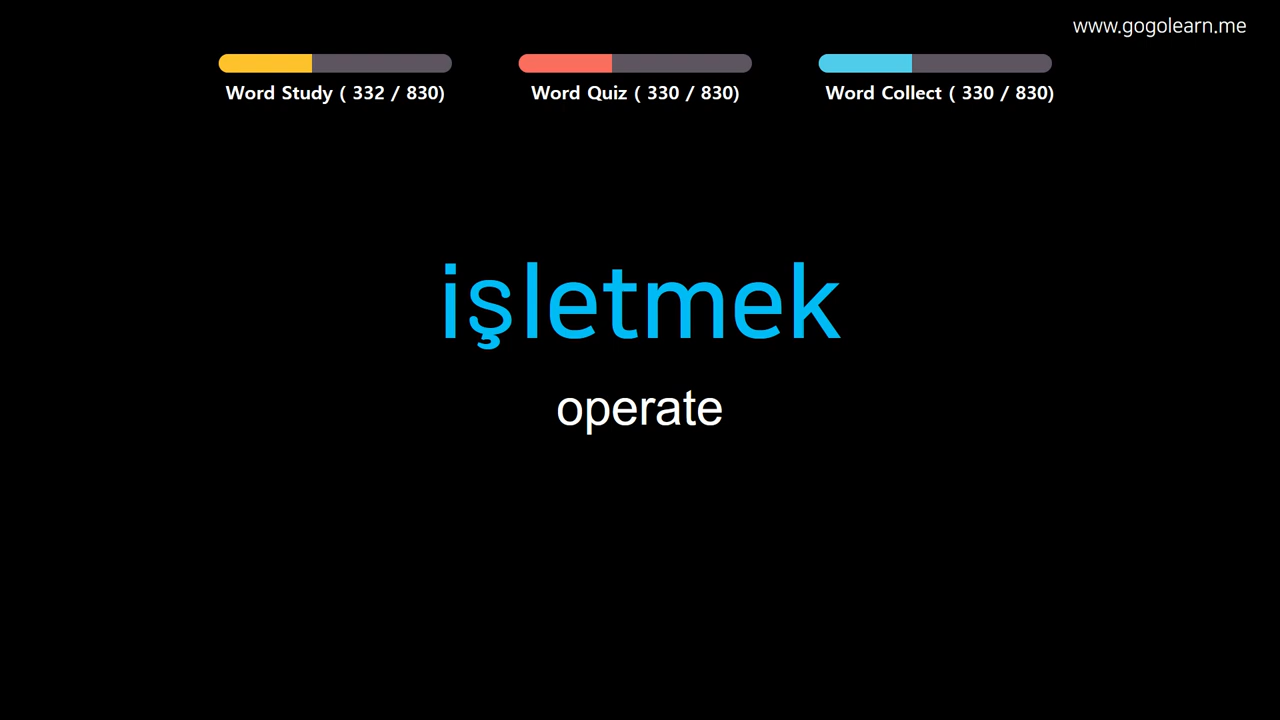 www.gogolearn.me
Word Study ( 332 / 830)
Word Quiz ( 330 / 830)
Word Collect ( 330 / 830)
işletmek
operate